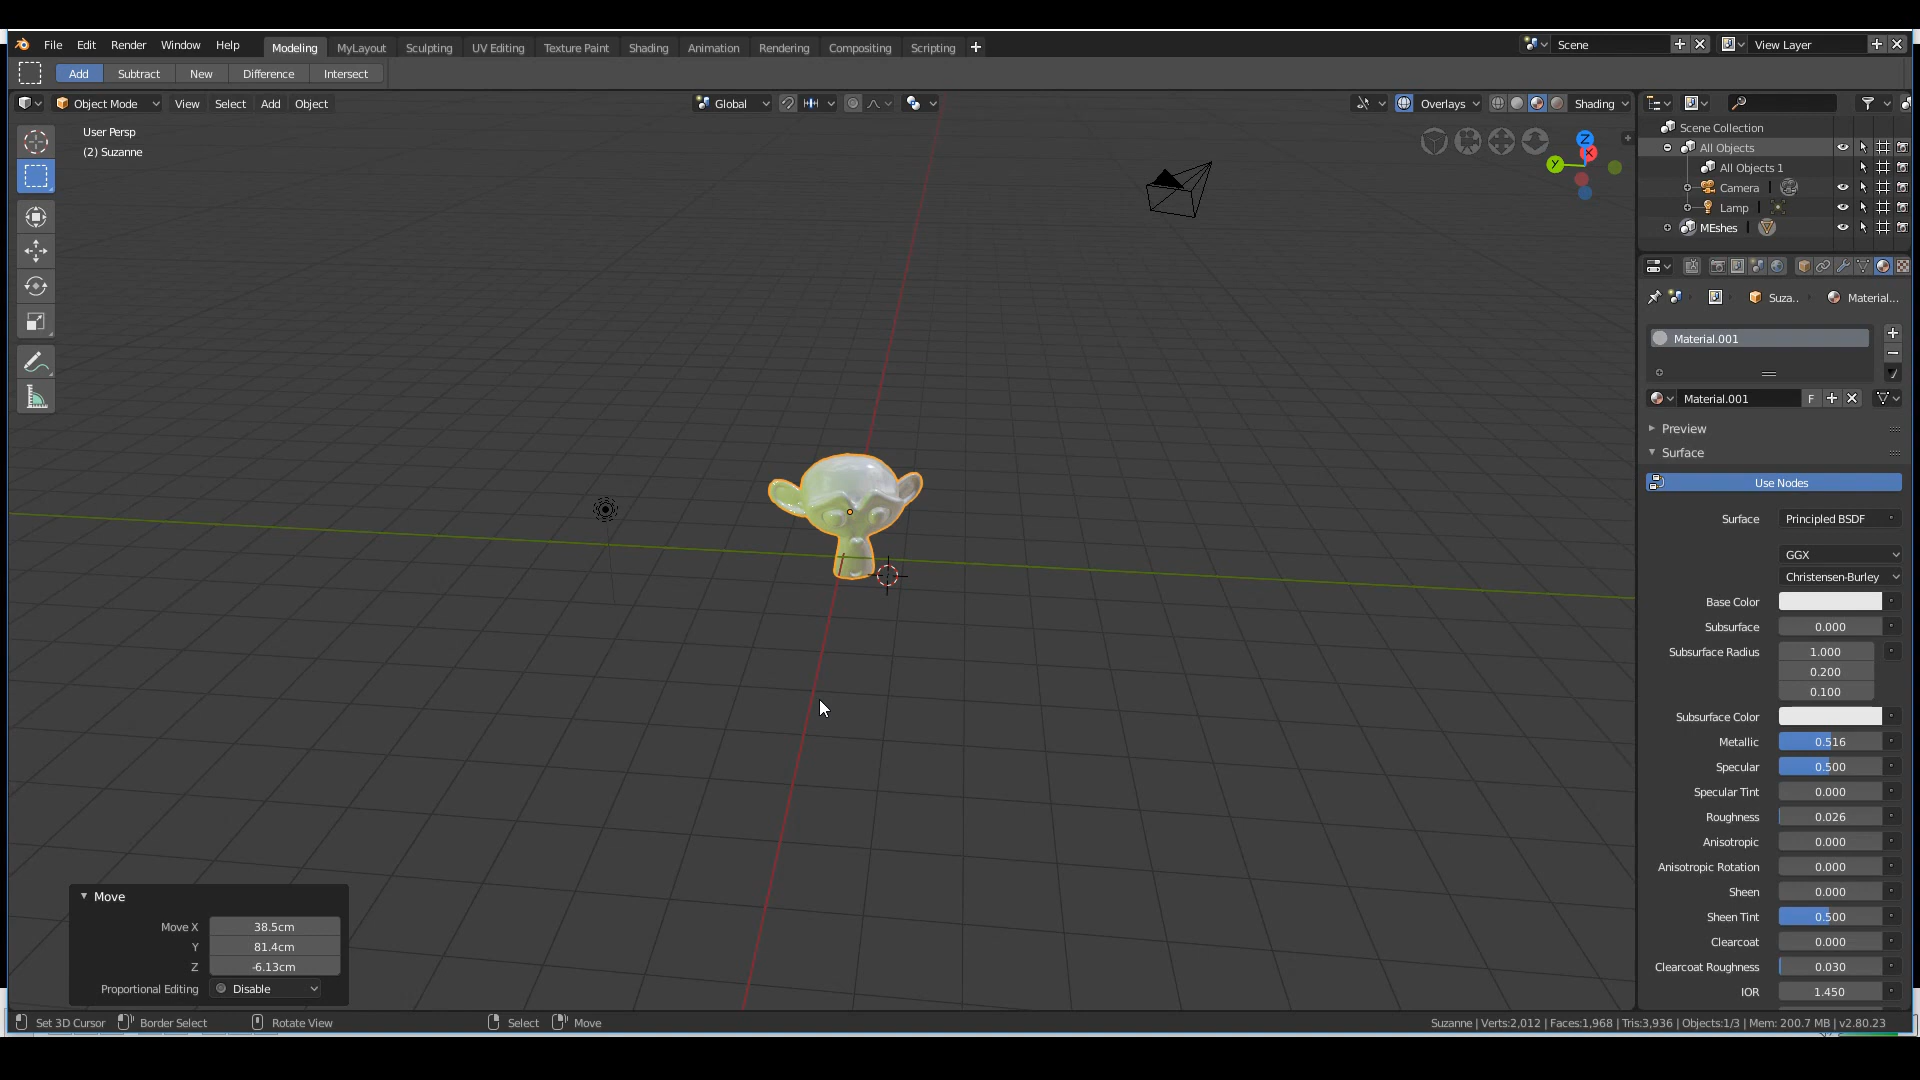 File Edit Render Window Help Modeling MyLayout Sculpting UV Editing Texture Paint Shading Animation Rendering Compositing Scripting Scene View Layer
Add Subtract New Difference Intersect
Object Mode View Select Add Object Global Overlays Shading
User Persp
(2) Suzanne
Z
X
Y
Scene Collection
All Objects
All Objects 1
Camera
Lamp
MEshes
Suza.. Material...
Material.001
Material.001 F
Preview
Surface
Use Nodes
Surface Principled BSDF
GGX
Christensen-Burley
Base Color
Subsurface 0.000
Subsurface Radius 1.000
0.200
0.100
Subsurface Color
Metallic 0.516
Specular 0.500
Specular Tint 0.000
Roughness 0.026
Anisotropic 0.000
Anisotropic Rotation 0.000
Sheen 0.000
Sheen Tint 0.500
Clearcoat 0.000
Clearcoat Roughness 0.030
IOR 1.450
Move
Move X 38.5cm
Y 81.4cm
Z -6.13cm
Proportional Editing Disable
Set 3D Cursor Border Select Rotate View Select Move Suzanne | Verts:2,012 | Faces:1,968 | Tris:3,936 | Objects:1/3 | Mem: 200.7 MB | v2.80.23